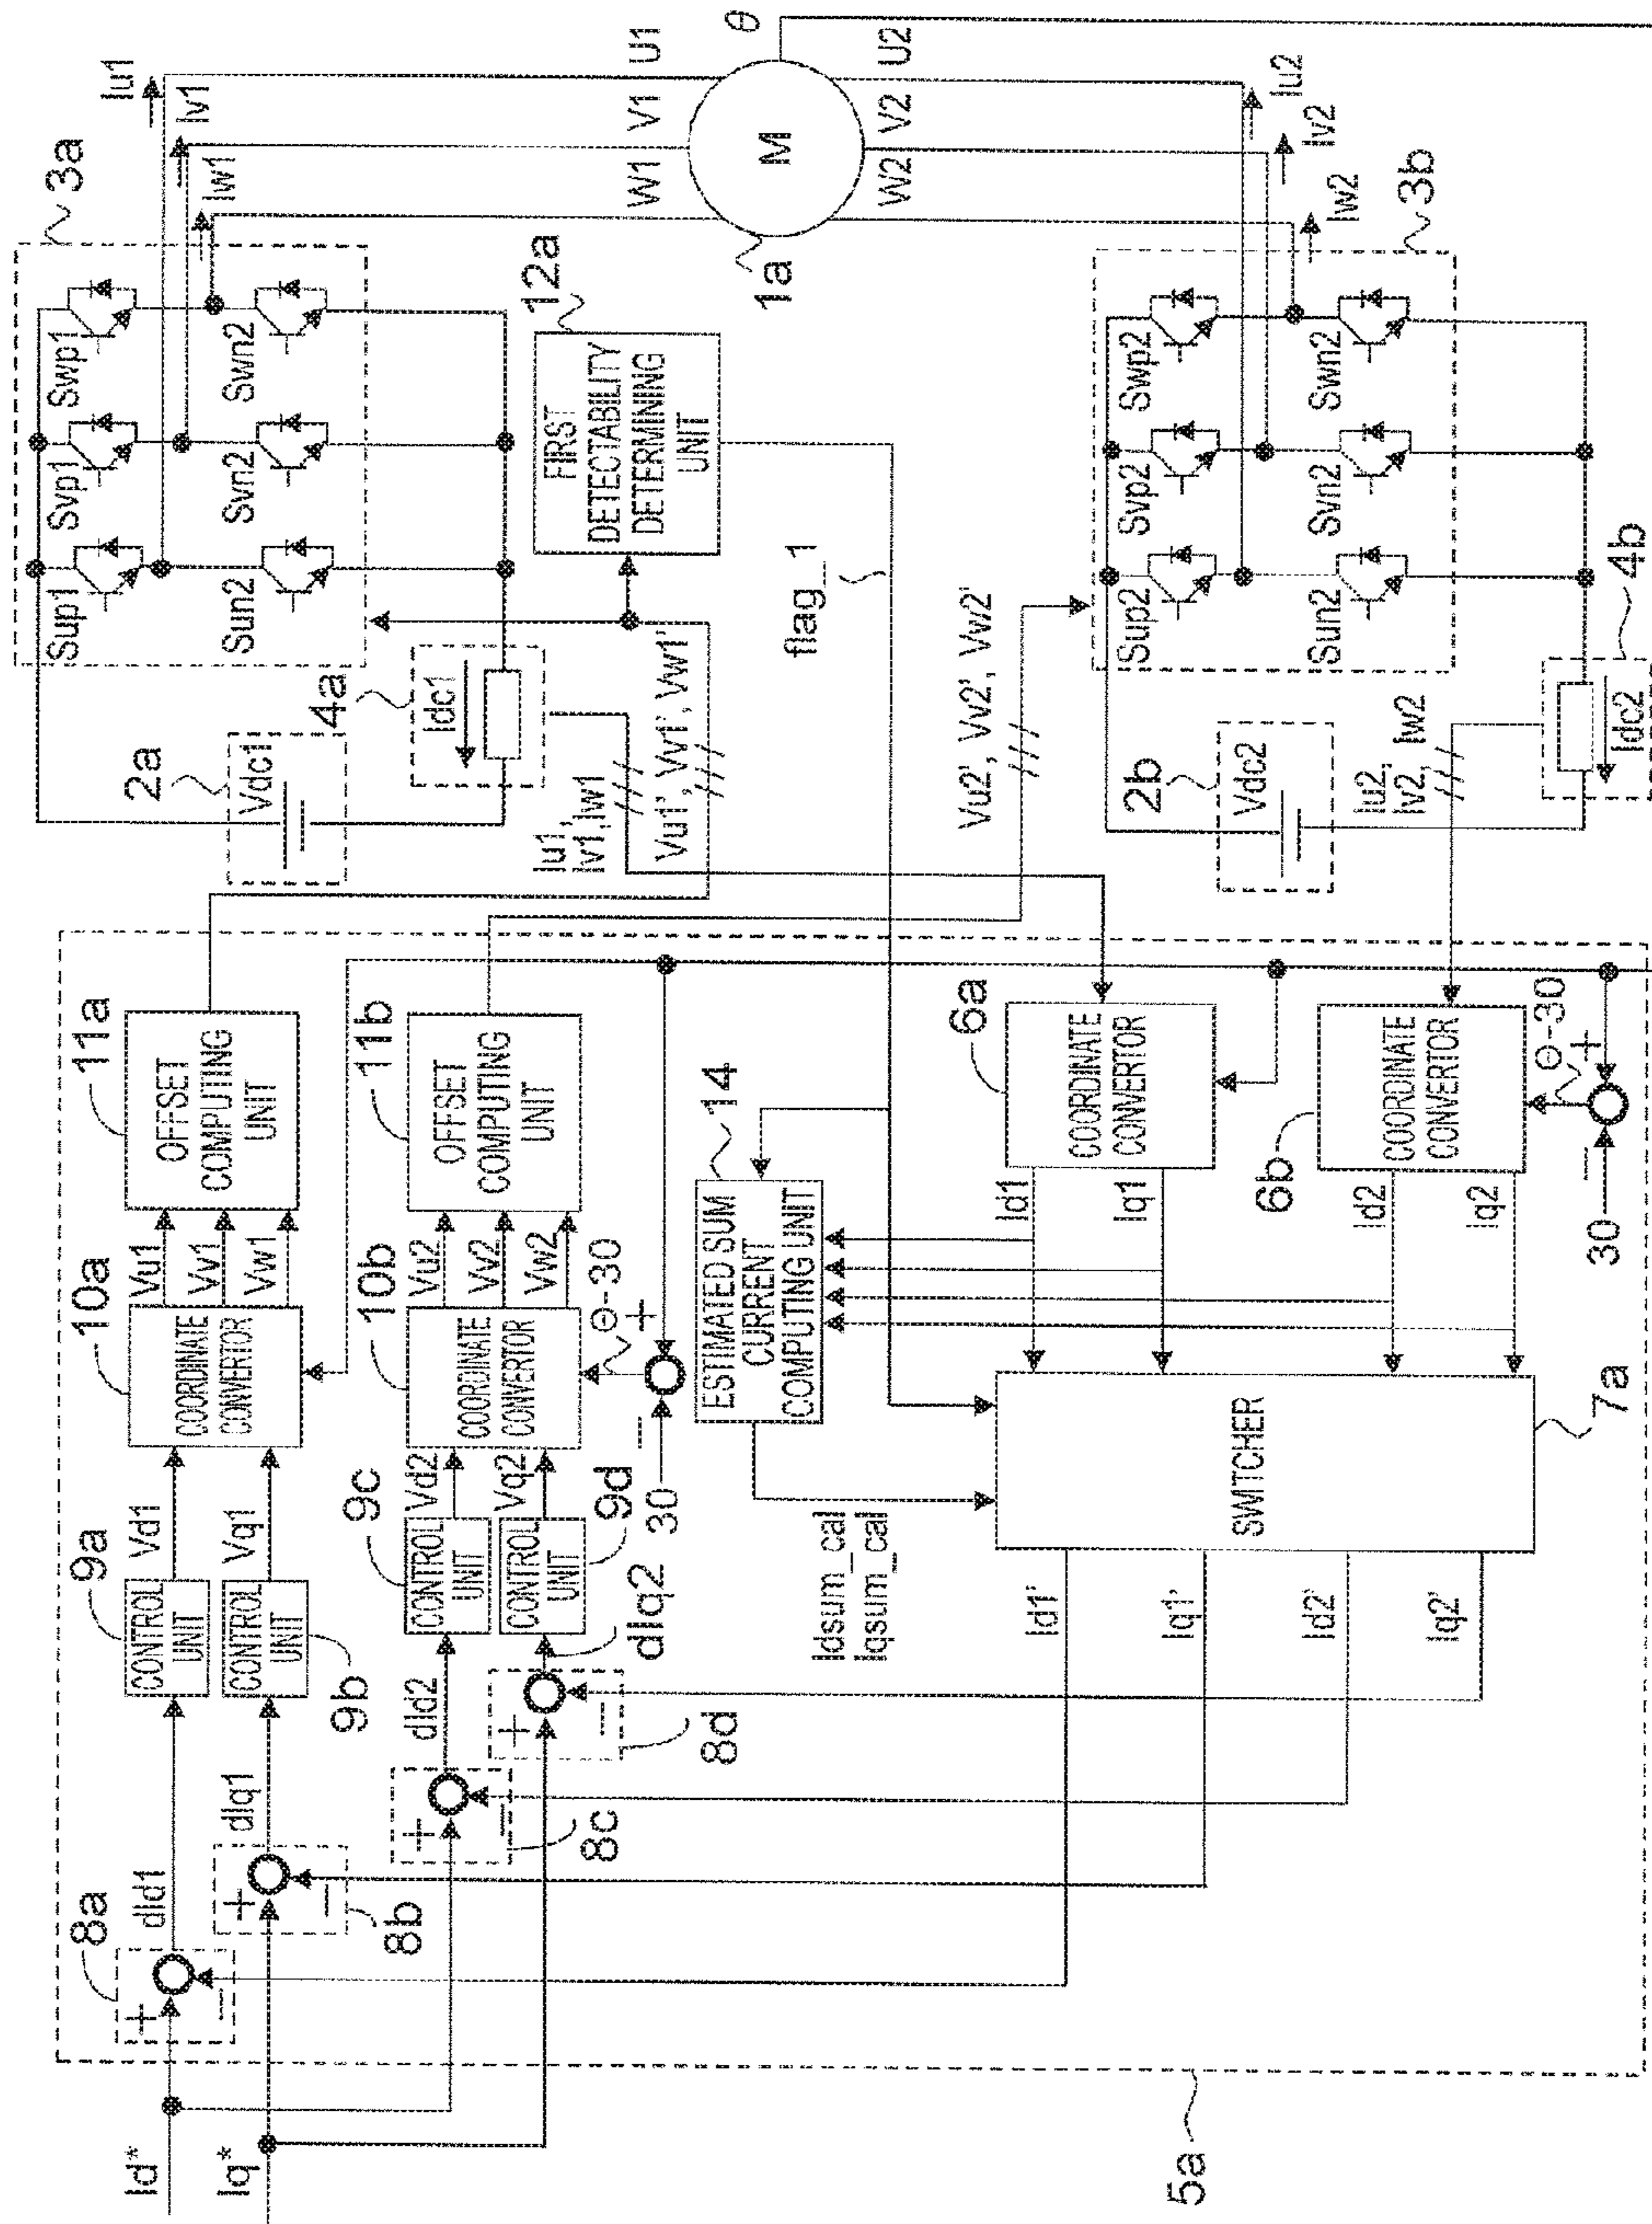 Id*
Iq*
5a
8a
+
−
dId1
8b
+
−
dIq1
8c
+
−
dId2
8d
+
−
dIq2
9a
CONTROL
UNIT
Vd1
9b
CONTROL
UNIT
Vq1
9c
CONTROL
UNIT
Vd2
9d
CONTROL
UNIT
Vq2
10a
COORDINATE
CONVERTOR
Vu1
Vv1
Vw1
10b
COORDINATE
CONVERTOR
Vu2
Vv2
Vw2
Θ-30
+
−
30
11a
OFFSET
COMPUTING
UNIT
11b
OFFSET
COMPUTING
UNIT
14
ESTIMATED SUM
CURRENT
COMPUTING UNIT
Idsum_cal
Iqsum_cal
Id1'
Iq1'
Id2'
Iq2'
SWITCHER
7a
6a
COORDINATE
CONVERTOR
Id1
Iq1
6b
COORDINATE
CONVERTOR
Id2
Iq2
Θ-30
+
−
30
2a
Vdc1
4a
Idc1
Iu1,
Iv1,Iw1
Vu1', Vv1', Vw1'
3a
Sup1
Svp1
Swp1
Sun2
Svn2
Swn2
Iu1
Iv1
Iw1
12a
FIRST
DETECTABILITY
DETERMINING
UNIT
flag_1
U1
V1
W1
M
1a
θ
U2
V2
W2
Vu2', Vv2', Vw2'
2b
Vdc2
Iu2,
Iv2, Iw2
3b
Sup2
Svp2
Swp2
Sun2
Svn2
Swn2
Iu2
Iv2
Iw2
4b
Idc2